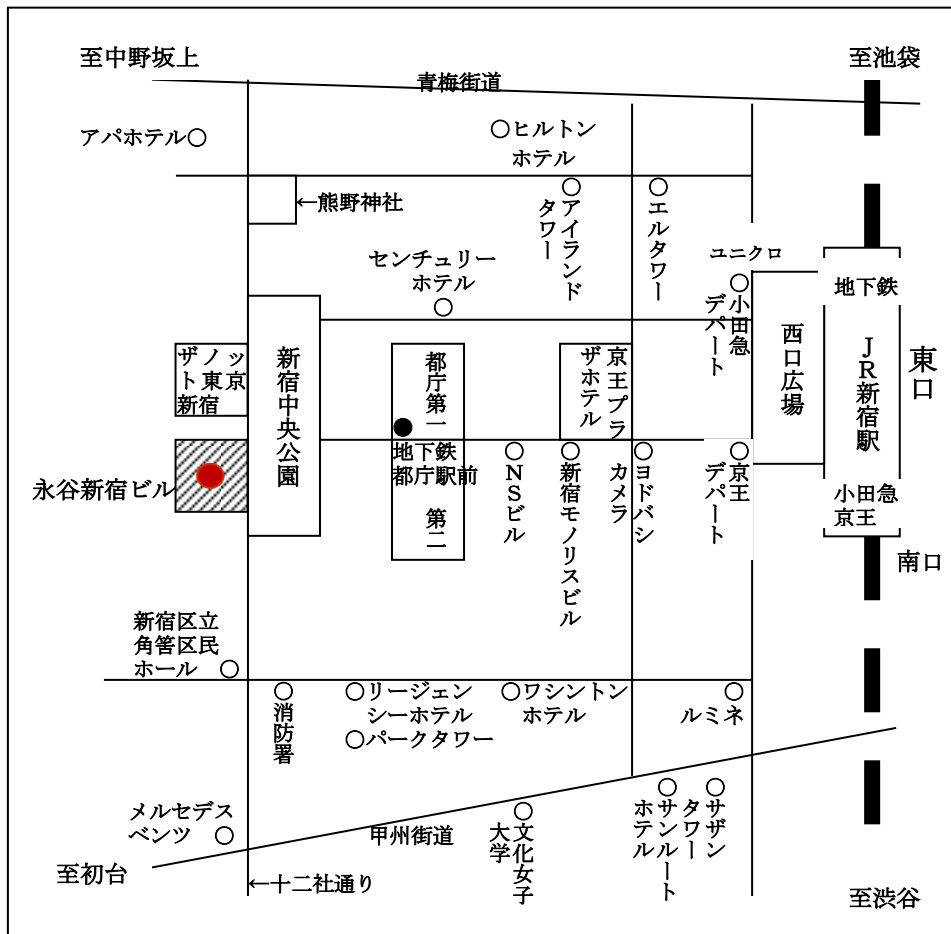 至中野坂上
至池袋
青梅街道
アパホテル○
○ヒルトン
ホテル
←熊野神社
アイランド
タワー
エルタワー
センチュリー
ホテル
ユニクロ
小田急
デパート
地下鉄
西口広場
JR新宿駅
東口
ザノッ
ト東京
新宿
新宿中央公園
都庁第一
地下鉄
都庁駅前
第二
京王プラ
ザホテル
永谷新宿ビル
NSビル
新宿モノリスビル
ヨドバシ
カメラ
京王
デパート
小田急
京王
南口
新宿区立
角筈区民
ホール
消防署
リージェン
シーホテル
パークタワー
ワシントン
ホテル
ルミネ
メルセデス
ベンツ
甲州街道
文化女子
大学
サンルート
ホテル
サザン
タワー
至初台
←十二社通り
至渋谷